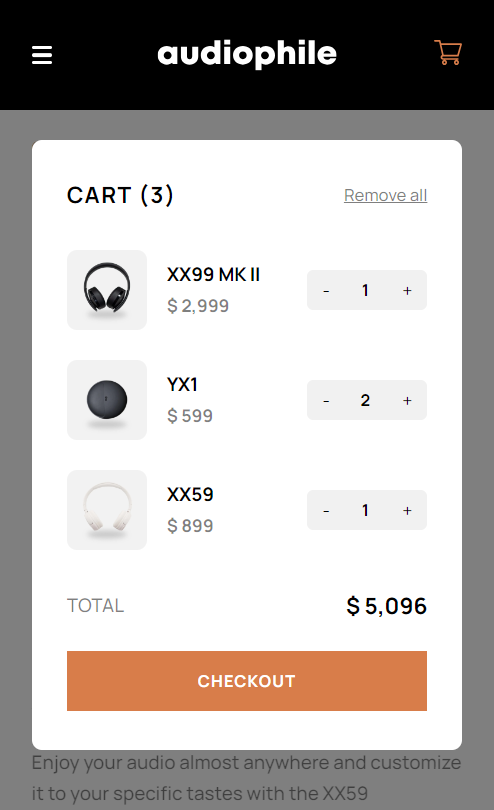 audiophile
CART (3)
Remove all
XX99 MK II
$ 2,999
- 1 +
YX1
$ 599
- 2 +
XX59
$ 899
- 1 +
TOTAL
$ 5,096
CHECKOUT
Enjoy your audio almost anywhere and customize
it to your specific tastes with the XX59